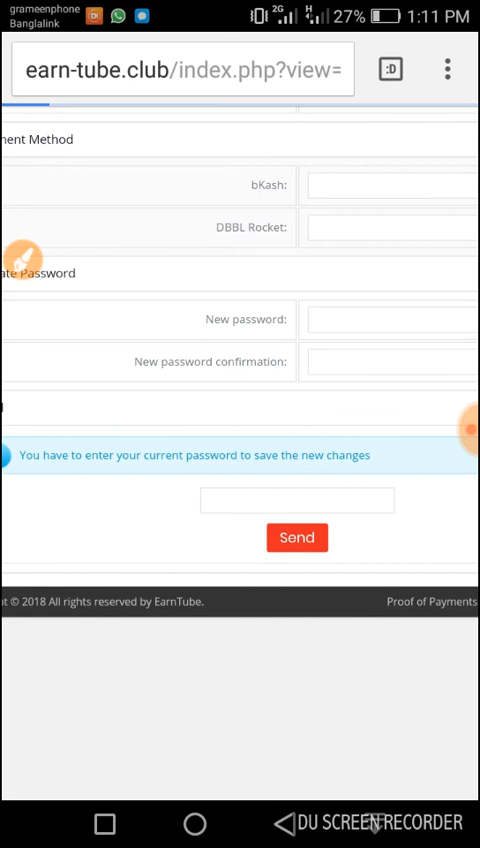 grameenphone
Banglalink
2G
H
27%
1:11 PM
earn-tube.club/index.php?view=
:D
ment Method
bKash:
DBBL Rocket:
ate Password
New password:
New password confirmation:
You have to enter your current password to save the new changes
Send
t © 2018 All rights reserved by EarnTube.
Proof of Payments
DU SCREEN RECORDER